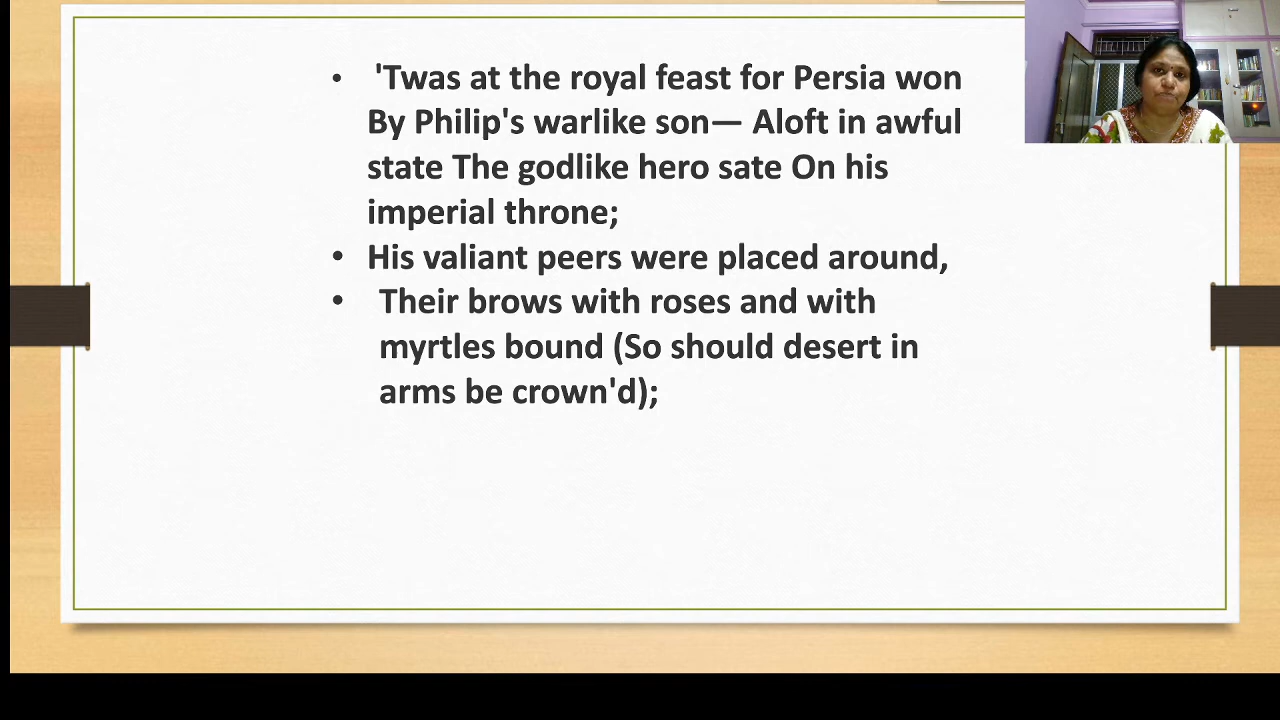 • 'Twas at the royal feast for Persia won
By Philip's warlike son— Aloft in awful
state The godlike hero sate On his
imperial throne;
• His valiant peers were placed around,
• Their brows with roses and with
myrtles bound (So should desert in
arms be crown'd);